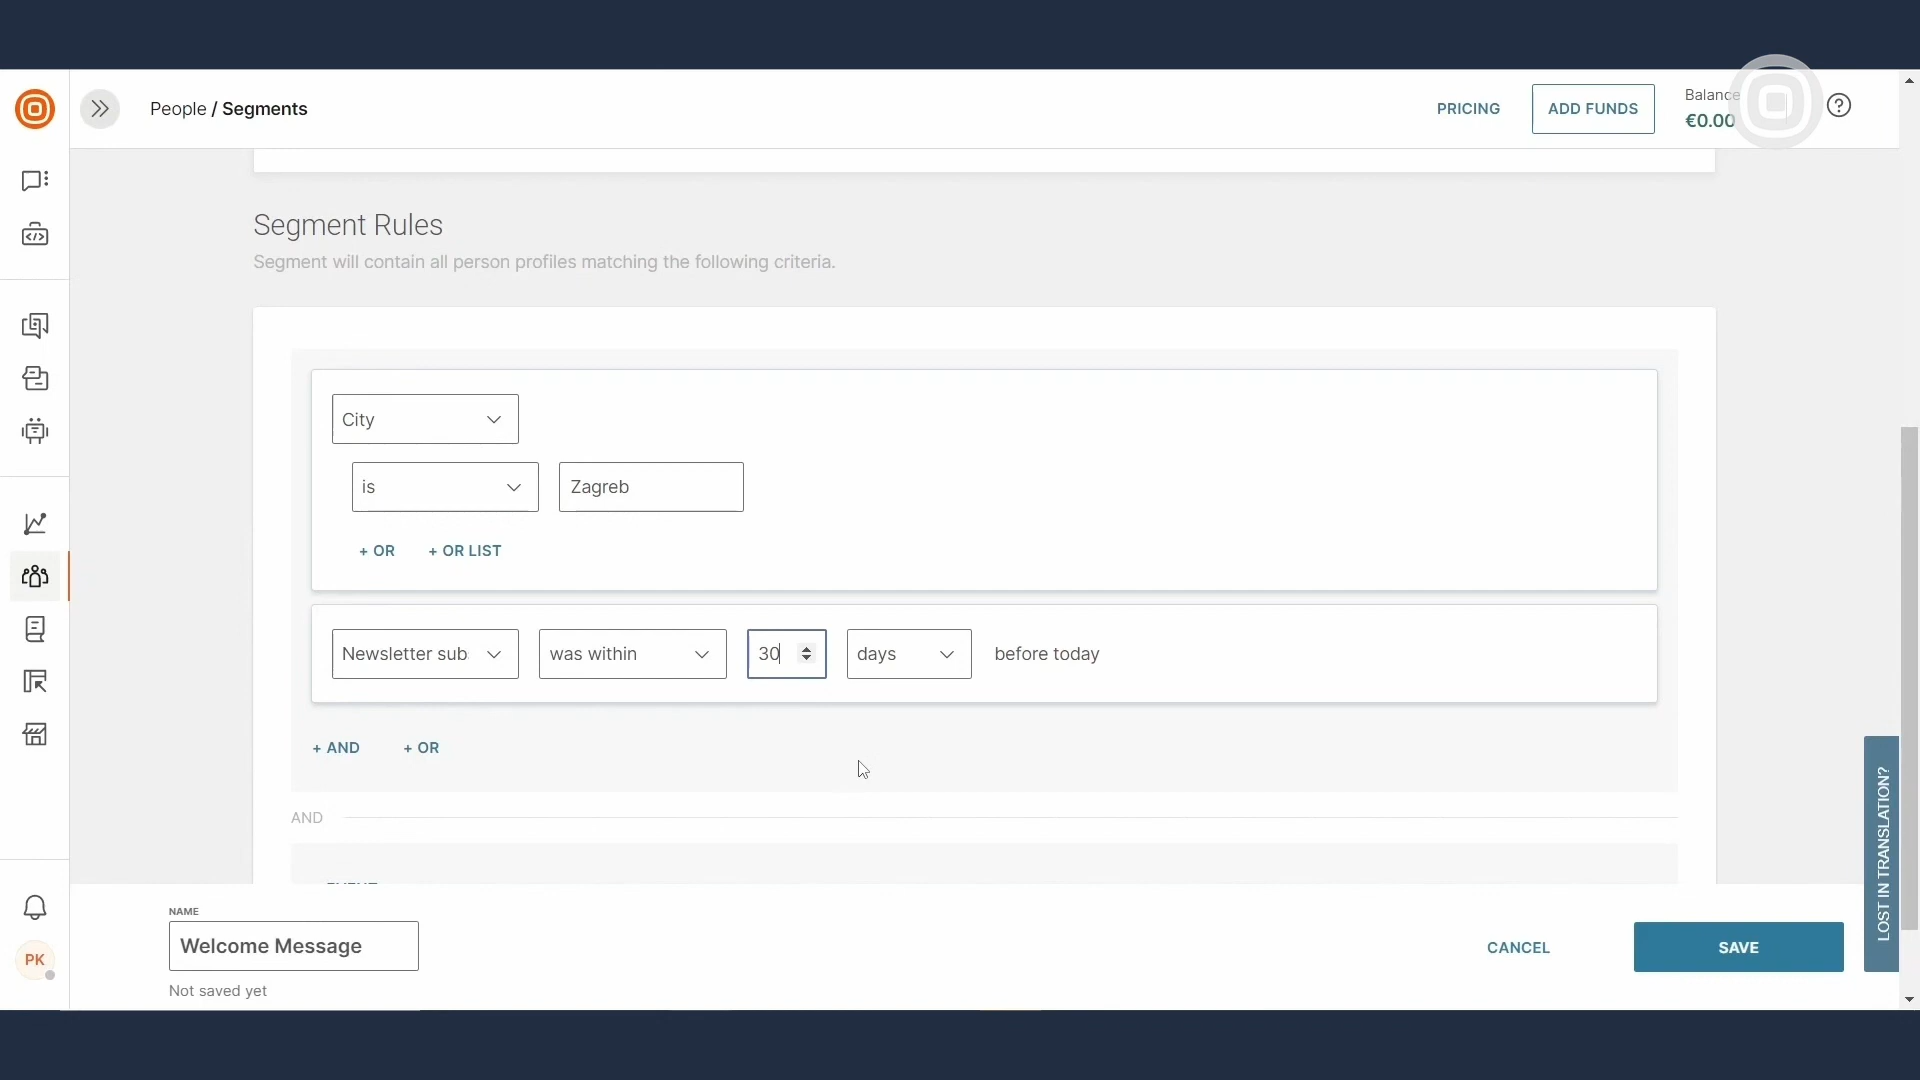 People / Segments
PRICING
ADD FUNDS
Balance
€0.00
Segment Rules
Segment will contain all person profiles matching the following criteria.
City
is
Zagreb
+ OR
+ OR LIST
Newsletter sub
was within
30
days
before today
+ AND
+ OR
AND
LOST IN TRANSLATION?
NAME
Welcome Message
Not saved yet
CANCEL
SAVE
PK